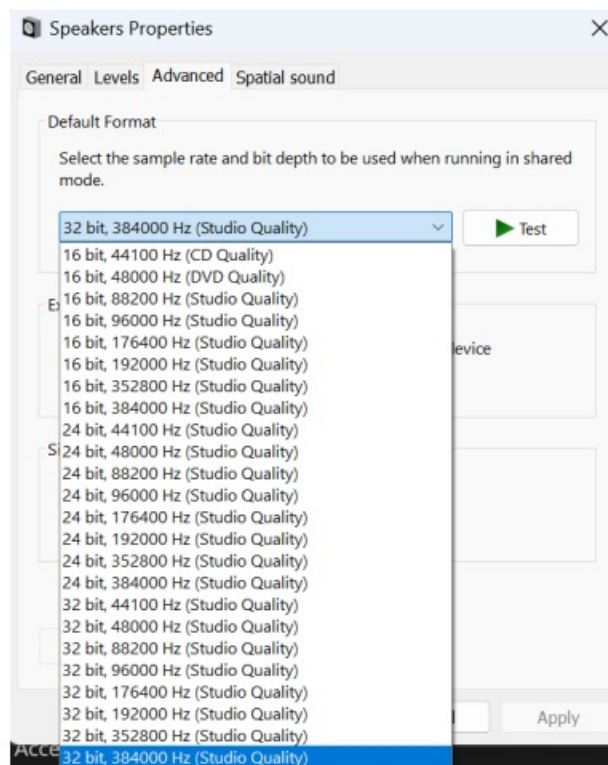 Speakers Properties
General Levels Advanced Spatial sound
Default Format
Select the sample rate and bit depth to be used when running in shared
mode.
32 bit, 384000 Hz (Studio Quality)
Test
16 bit, 44100 Hz (CD Quality)
16 bit, 48000 Hz (DVD Quality)
16 bit, 88200 Hz (Studio Quality)
16 bit, 96000 Hz (Studio Quality)
16 bit, 176400 Hz (Studio Quality)
evice
16 bit, 192000 Hz (Studio Quality)
16 bit, 352800 Hz (Studio Quality)
16 bit, 384000 Hz (Studio Quality)
24 bit, 44100 Hz (Studio Quality)
24 bit, 48000 Hz (Studio Quality)
24 bit, 88200 Hz (Studio Quality)
24 bit, 96000 Hz (Studio Quality)
24 bit, 176400 Hz (Studio Quality)
24 bit, 192000 Hz (Studio Quality)
24 bit, 352800 Hz (Studio Quality)
24 bit, 384000 Hz (Studio Quality)
32 bit, 44100 Hz (Studio Quality)
32 bit, 48000 Hz (Studio Quality)
32 bit, 88200 Hz (Studio Quality)
32 bit, 96000 Hz (Studio Quality)
32 bit, 176400 Hz (Studio Quality)
32 bit, 192000 Hz (Studio Quality)
32 bit, 352800 Hz (Studio Quality)
32 bit, 384000 Hz (Studio Quality)
Apply
Acce